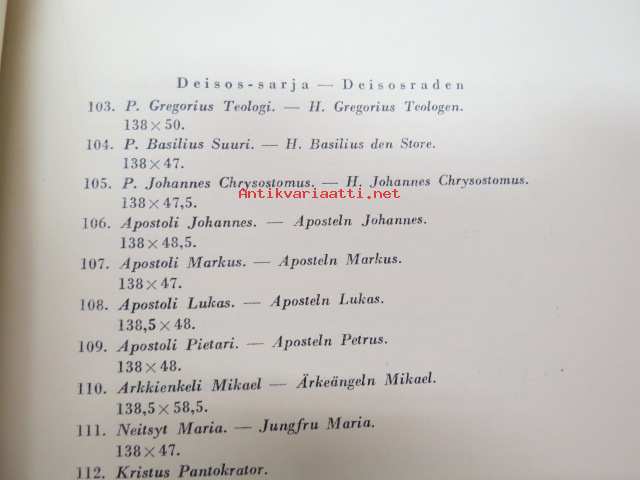 Deisos-sarja — Deisosraden
103. P. Gregorius Teologi. — H. Gregorius Teologen.
138×50.
104. P. Basilius Suuri. — H. Basilius den Store.
138×47.
105. P. Johannes Chrysostomus. — H. Johannes Chrysostomus.
Antikvariaatti.net
138×47,5.
106. Apostoli Johannes. — Aposteln Johannes.
138×48,5.
107. Apostoli Markus. — Aposteln Markus.
138×47.
108. Apostoli Lukas. — Aposteln Lukas.
138,5×48.
109. Apostoli Pietari. — Aposteln Petrus.
138×48.
110. Arkkienkeli Mikael — Ärkeängeln Mikael.
138,5×58,5.
111. Neitsyt Maria. — Jungfru Maria.
138×47.
112. Kristus Pantokrator.